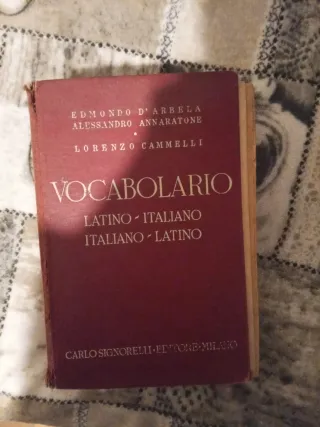 EDMONDO D'ARBELA
ALESSANDRO ANNARATONE
•
LORENZO CAMMELLI
VOCABOLARIO
LATINO - ITALIANO
ITALIANO - LATINO
CARLO SIGNORELLI • EDITORE • MILANO